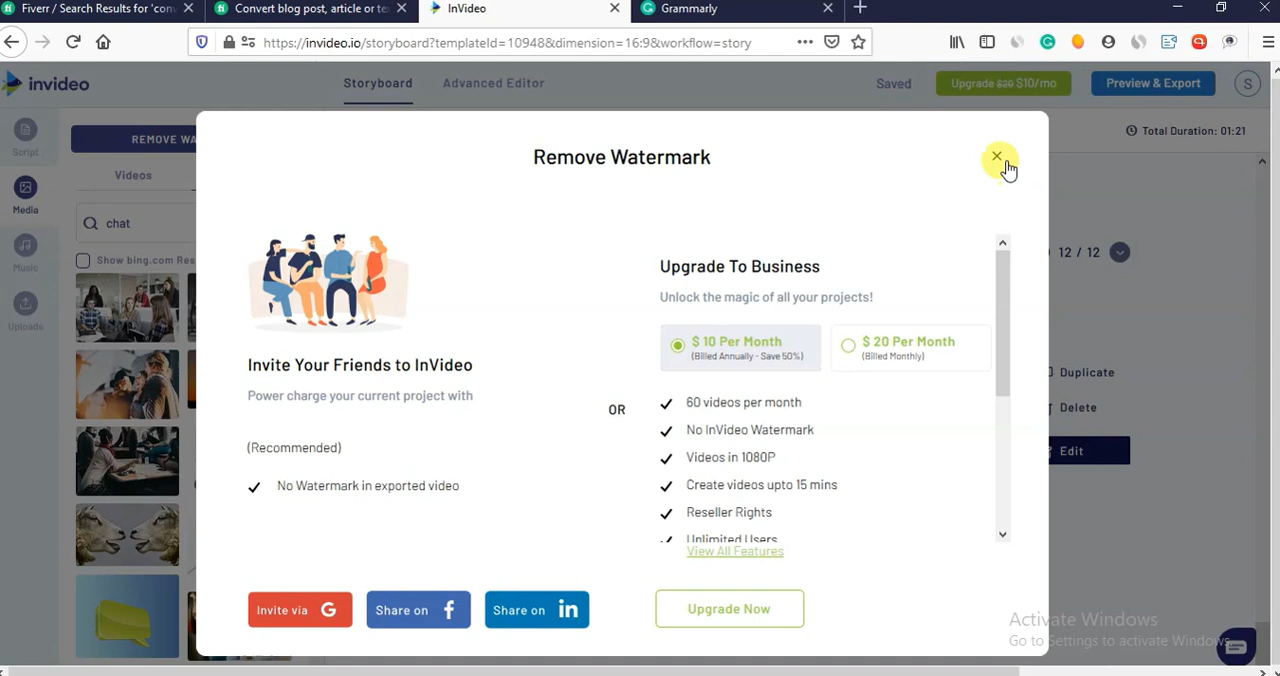 Fiverr / Search Results for 'con
Convert blog post, article or te
InVideo
Grammarly
https://invideo.io/storyboard?templateId=10948&dimension=16:9&workflow=story
invideo
Storyboard
Advanced Editor
Saved
Upgrade $20 $10/mo
Preview & Export
S
Script
REMOVE WA
Total Duration: 01:21
Remove Watermark
Videos
Media
chat
Show bing.com Res
Music
Uploads
12 / 12
Duplicate
Delete
Edit
Invite Your Friends to InVideo
Power charge your current project with
(Recommended)
No Watermark in exported video
OR
Upgrade To Business
Unlock the magic of all your projects!
$ 10 Per Month
(Billed Annually - Save 50%)
$ 20 Per Month
(Billed Monthly)
60 videos per month
No InVideo Watermark
Videos in 1080P
Create videos upto 15 mins
Reseller Rights
Unlimited Users
View All Features
Invite via G
Share on f
Share on in
Upgrade Now
Activate Windows
Go to Settings to activate Windows.